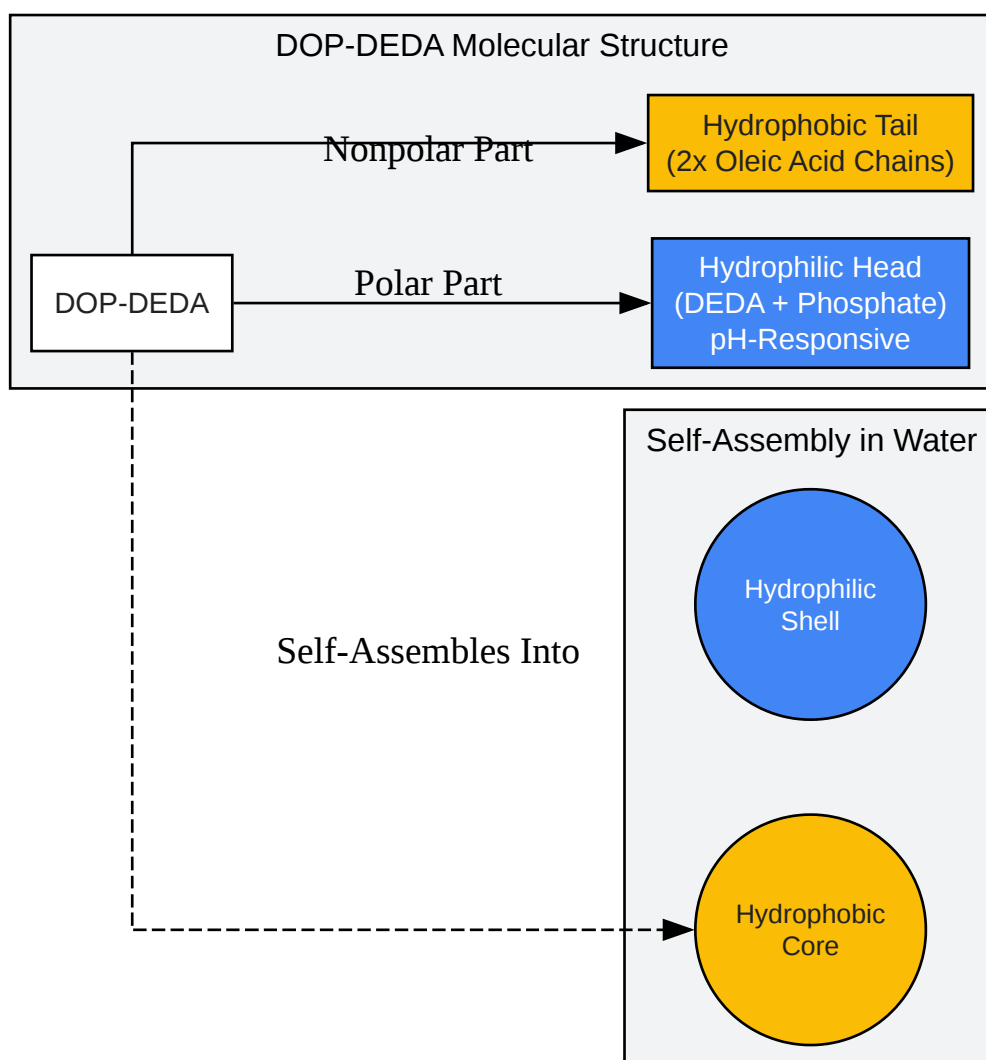 DOP-DEDA Molecular Structure
Hydrophobic Tail
(2x Oleic Acid Chains)
Nonpolar Part
Hydrophilic Head
(DEDA + Phosphate)
pH-Responsive
Polar Part
DOP-DEDA
Self-Assembly in Water
Hydrophilic
Shell
Self-Assembles Into
Hydrophobic
Core